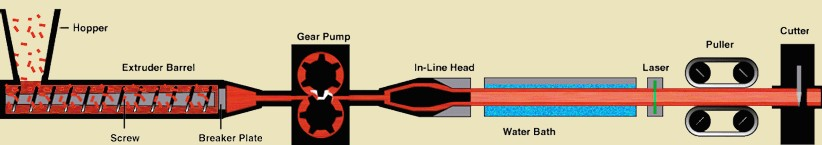 Hopper
Extruder Barrel
Screw
Breaker Plate
Gear Pump
In-Line Head
Water Bath
Laser
Puller
Cutter